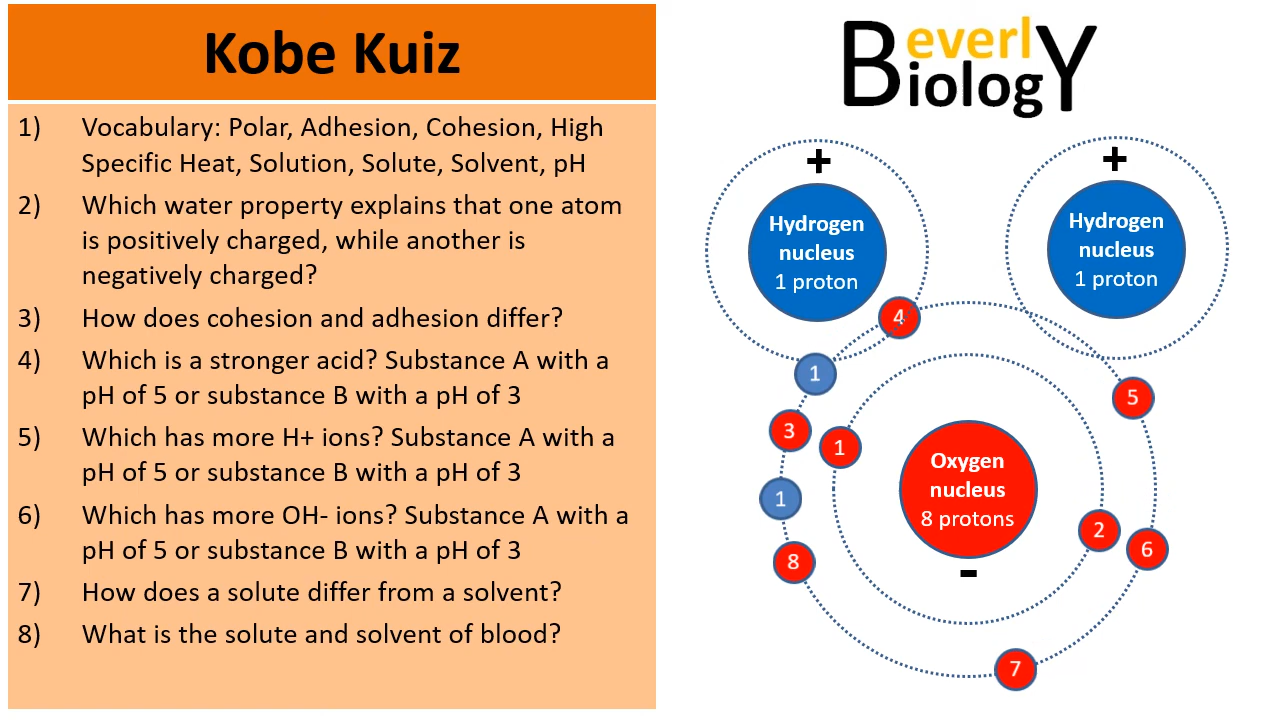 Kobe Kuiz
1) Vocabulary: Polar, Adhesion, Cohesion, High
Specific Heat, Solution, Solute, Solvent, pH
2) Which water property explains that one atom
is positively charged, while another is
negatively charged?
3) How does cohesion and adhesion differ?
4) Which is a stronger acid? Substance A with a
pH of 5 or substance B with a pH of 3
5) Which has more H+ ions? Substance A with a
pH of 5 or substance B with a pH of 3
6) Which has more OH- ions? Substance A with a
pH of 5 or substance B with a pH of 3
7) How does a solute differ from a solvent?
8) What is the solute and solvent of blood?
BeverlY
BiologY
+
+
Hydrogen
nucleus
1 proton
Hydrogen
nucleus
1 proton
4
1
5
3
1
Oxygen
nucleus
8 protons
1
2
6
8
-
7